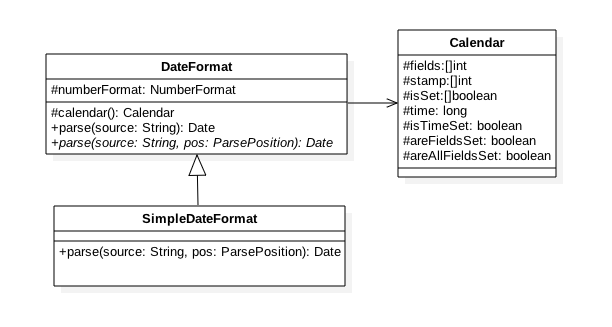 DateFormat
#numberFormat: NumberFormat
#calendar(): Calendar
+parse(source: String): Date
+parse(source: String, pos: ParsePosition): Date
Calendar
#fields:[]int
#stamp:[]int
#isSet:[]boolean
#time: long
#isTimeSet: boolean
#areFieldsSet: boolean
#areAllFieldsSet: boolean
SimpleDateFormat
+parse(source: String, pos: ParsePosition): Date